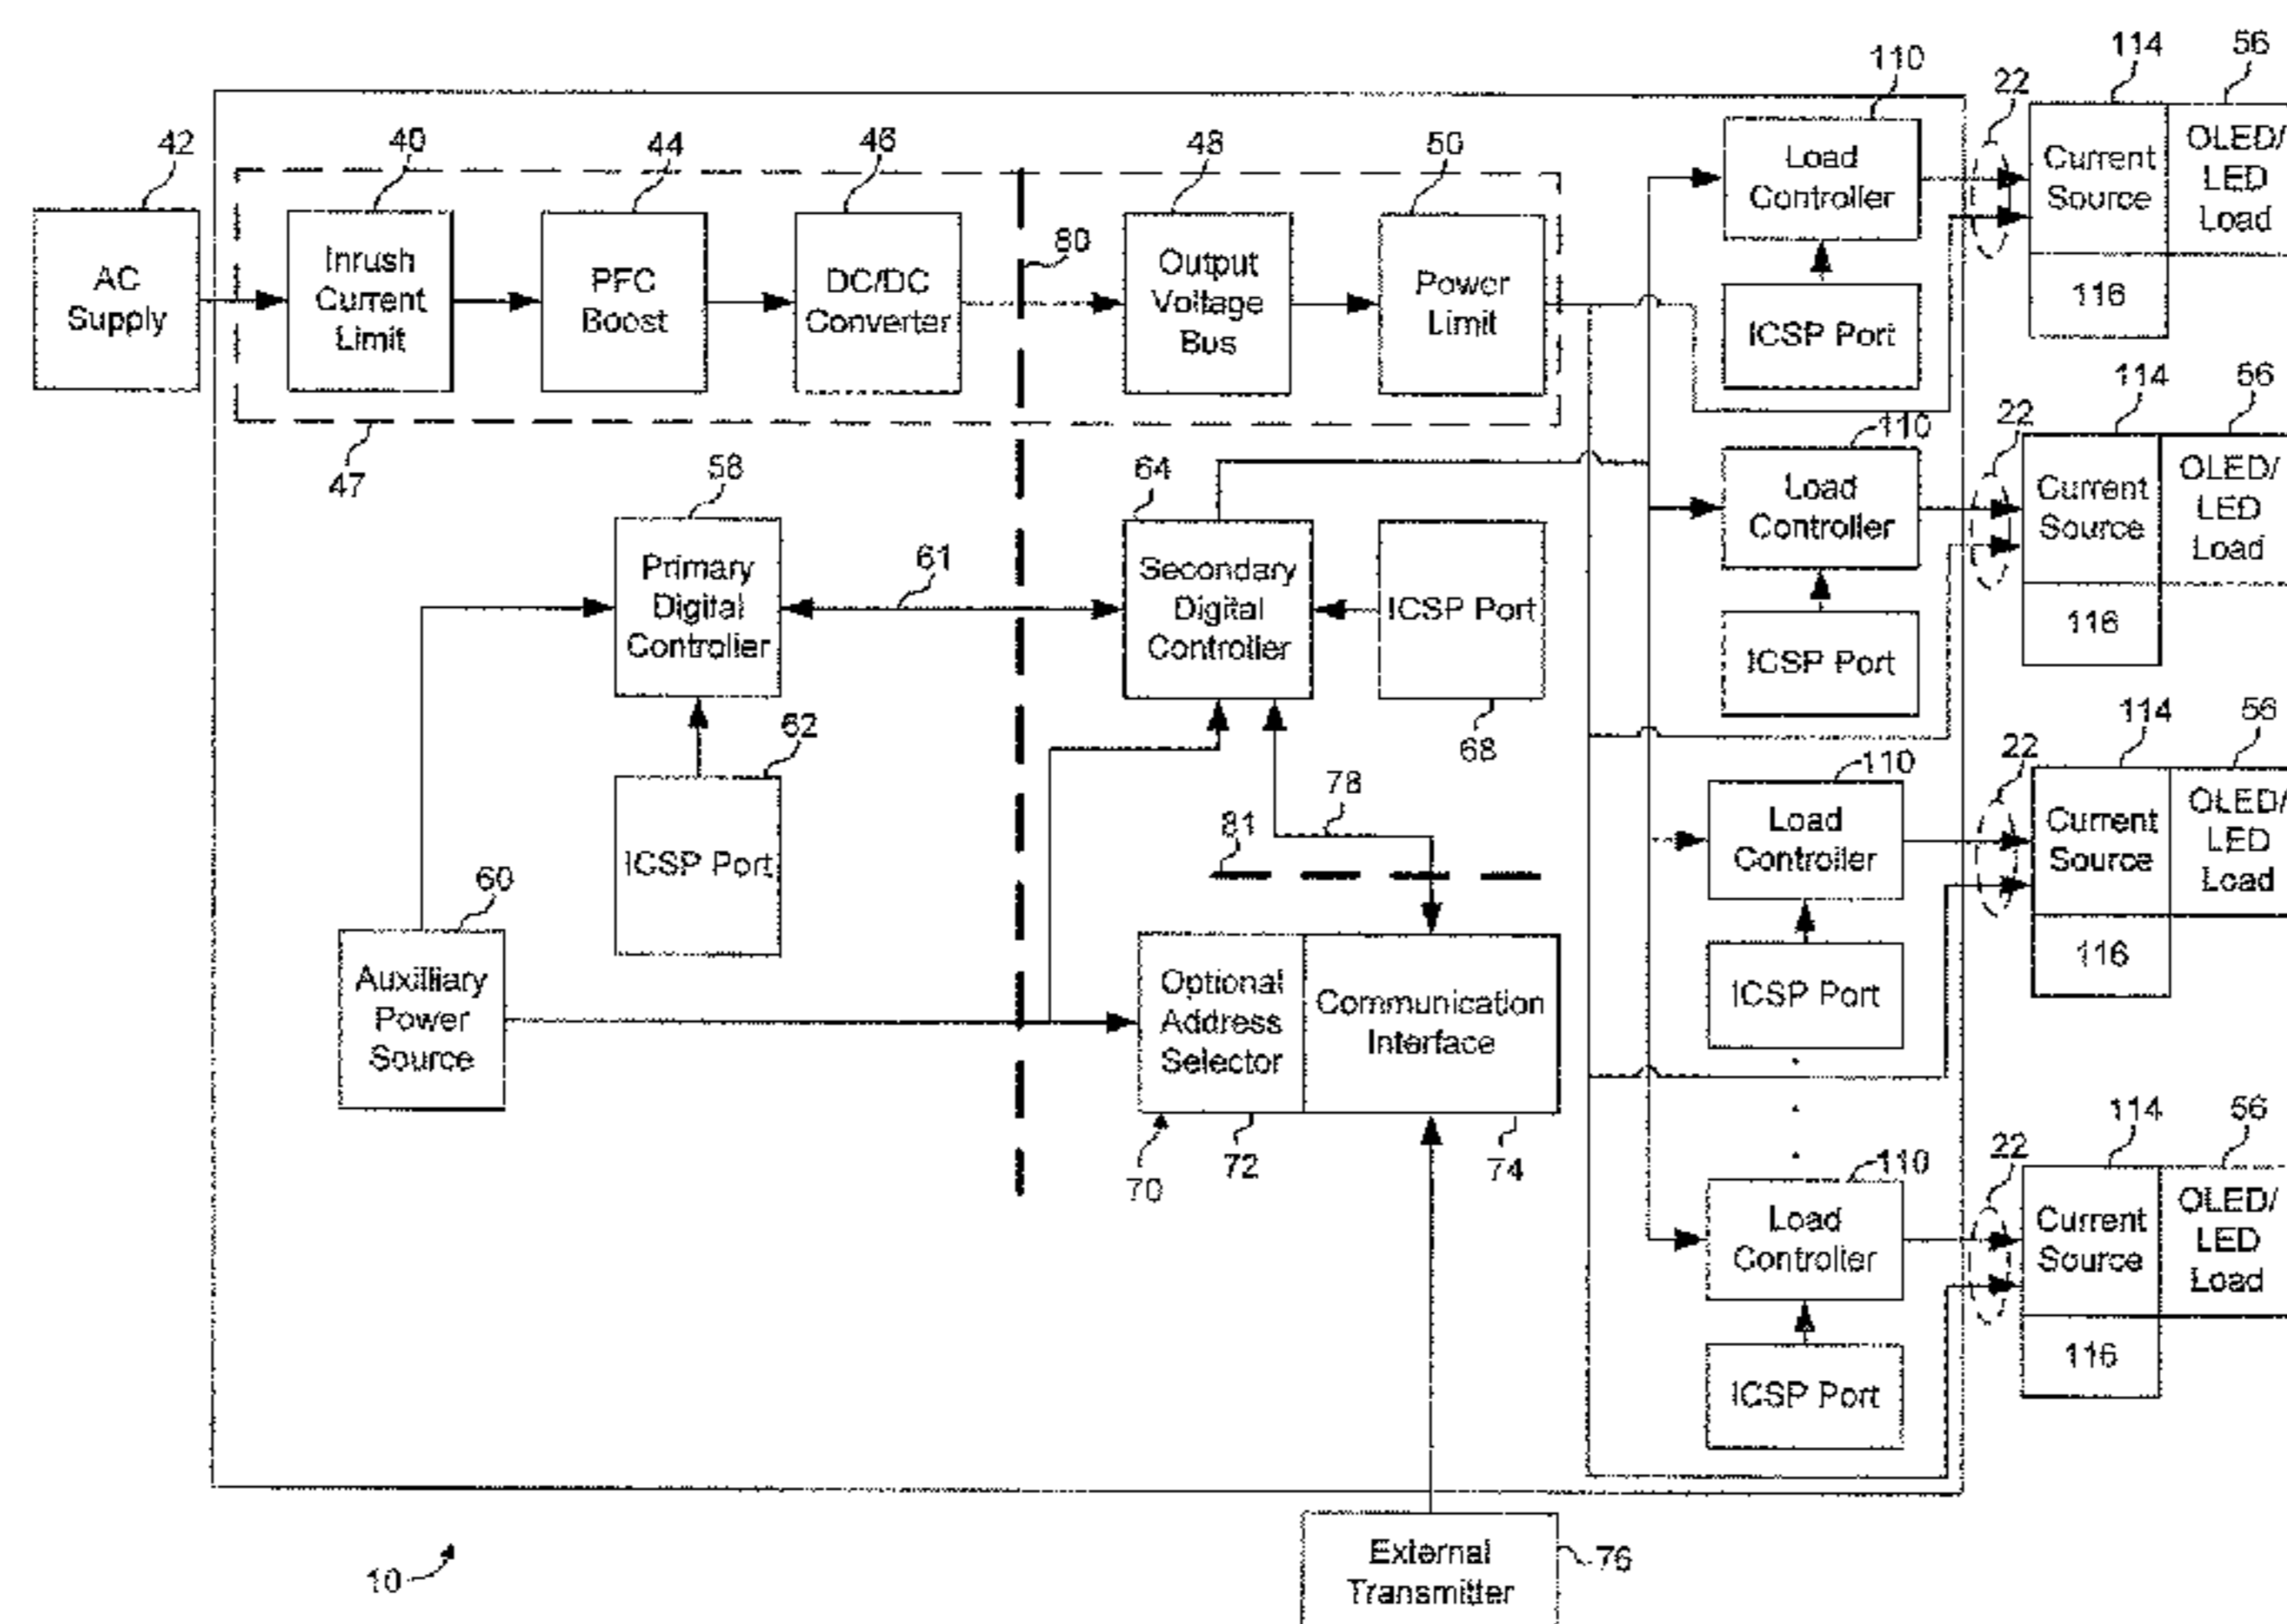 110
114
56
22
42
40
44
46
48
50
AC
Supply
Inrush
Current
Limit
PFC
Boost
DC/DC
Converter
80
Output
Voltage
Bus
Power
Limit
Load
Controller
ICSP Port
Current
Source
116
OLED/
LED
Load
47
58
64
61
Primary
Digital
Controller
Secondary
Digital
Controller
ICSP Port
68
110
Load
Controller
ICSP Port
22
114
56
Current
Source
116
OLED/
LED
Load
62
ICSP Port
78
81
60
Auxilliary
Power
Source
Optional
Address
Selector
Communication
Interface
70
72
74
110
Load
Controller
ICSP Port
22
114
56
Current
Source
116
OLED/
LED
Load
110
Load
Controller
ICSP Port
22
114
56
Current
Source
116
OLED/
LED
Load
10
External
Transmitter
76